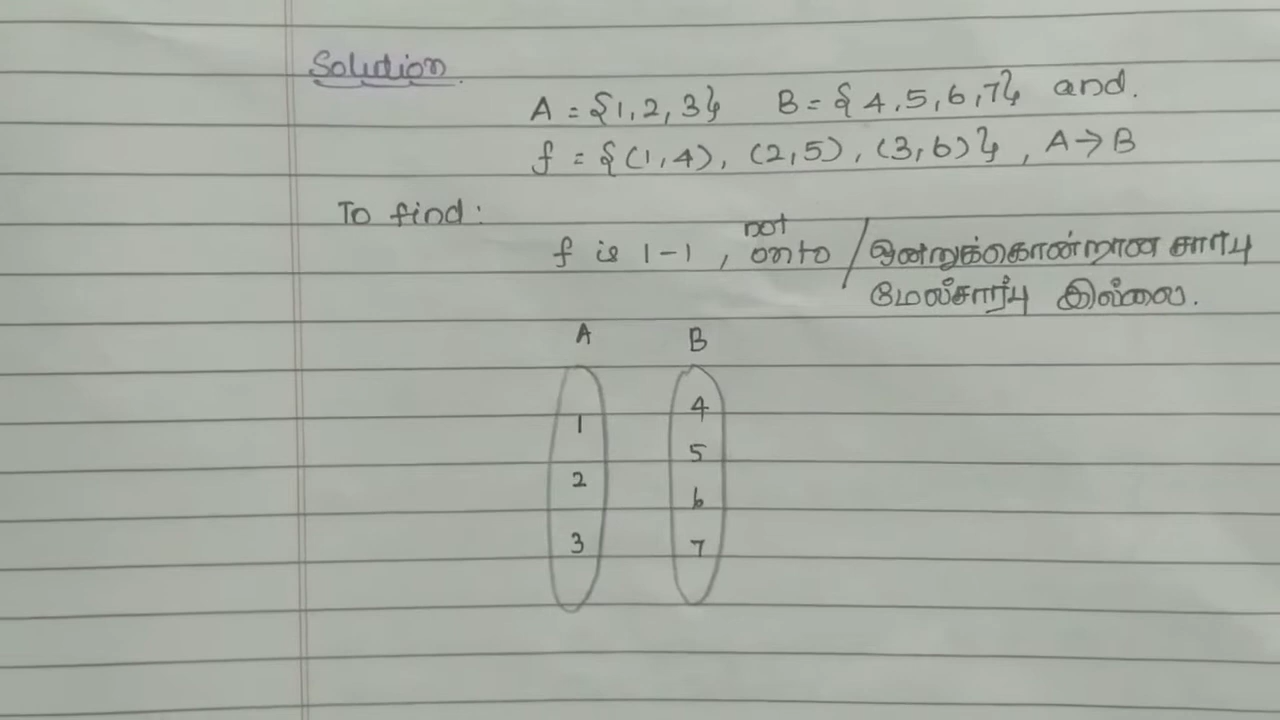 Solution.
A = {1, 2, 3} B = {4, 5, 6, 7} and.
f = {(1, 4), (2, 5), (3, 6)}, A → B
To find:
f is 1-1, not onto / ஒன்றுக்கொன்றான சார்பு
மேல்சார்பு இல்லை.
A B
1 4
5
2 6
3 7